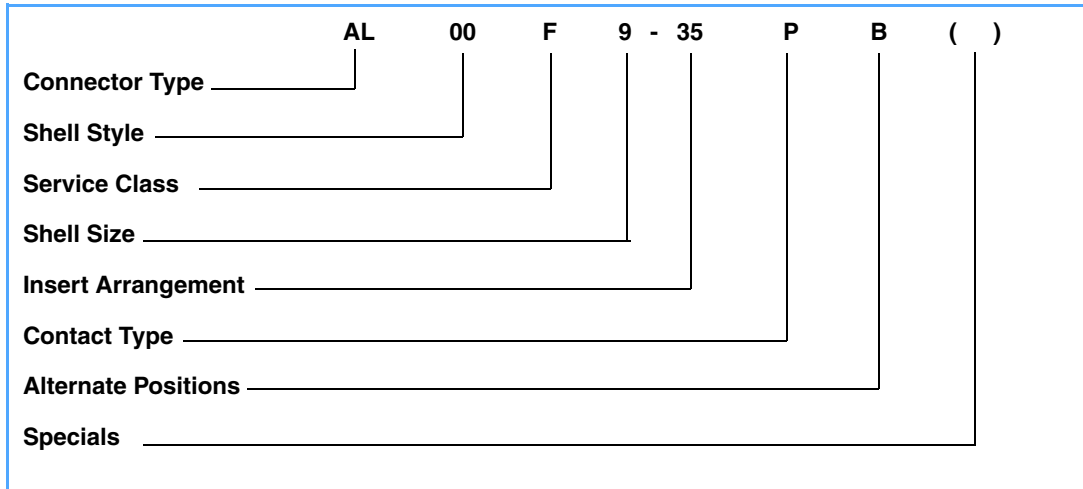 AL 00 F 9 - 35 P B ( )
Connector Type
Shell Style
Service Class
Shell Size
Insert Arrangement
Contact Type
Alternate Positions
Specials